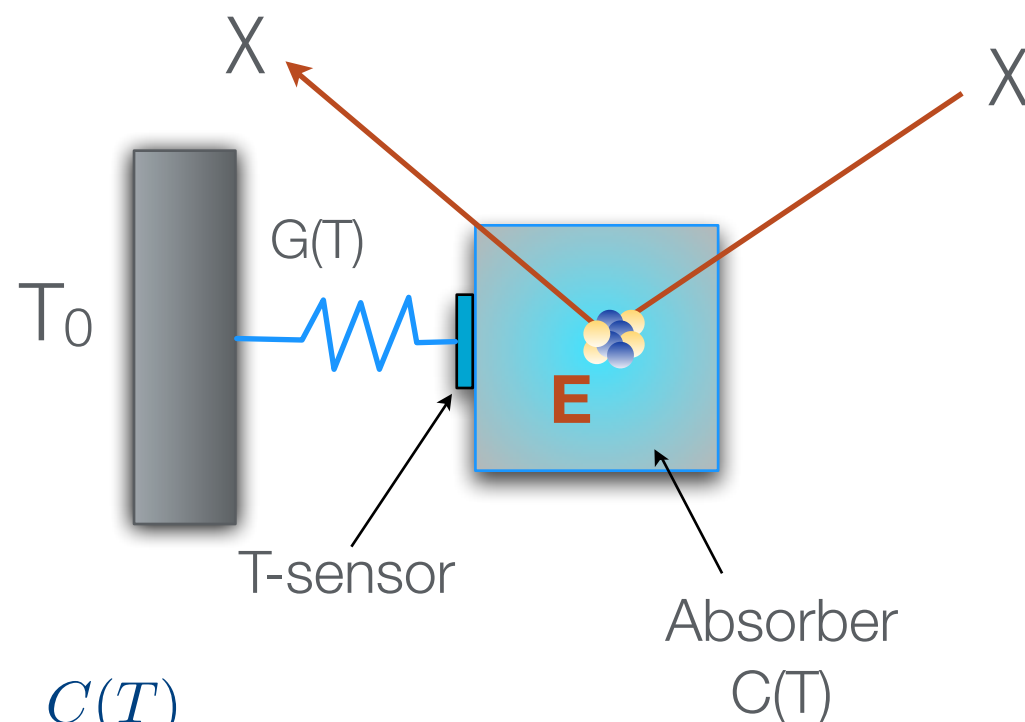 X
X
G(T)
T₀
E
T-sensor
Absorber
C(T)
C(T)